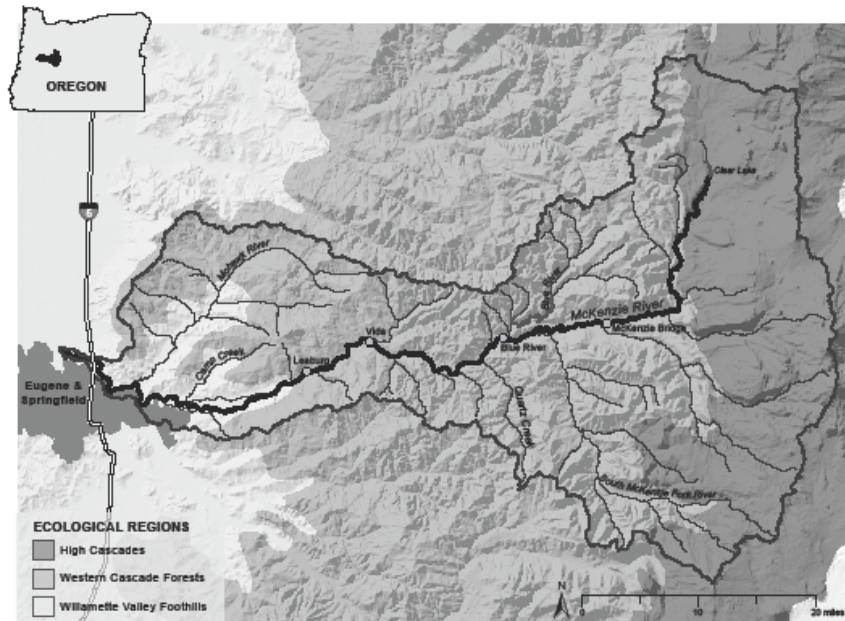 OREGON
5
Clear Lake
Mohawk River
Blue River
McKenzie River
McKenzie Bridge
Vida
Blue River
Camp Creek
Leaburg
Eugene &
Springfield
Quartz Creek
South McKenzie Fork River
ECOLOGICAL REGIONS
High Cascades
Western Cascade Forests
Willamette Valley Foothills
N
0
10
20 miles